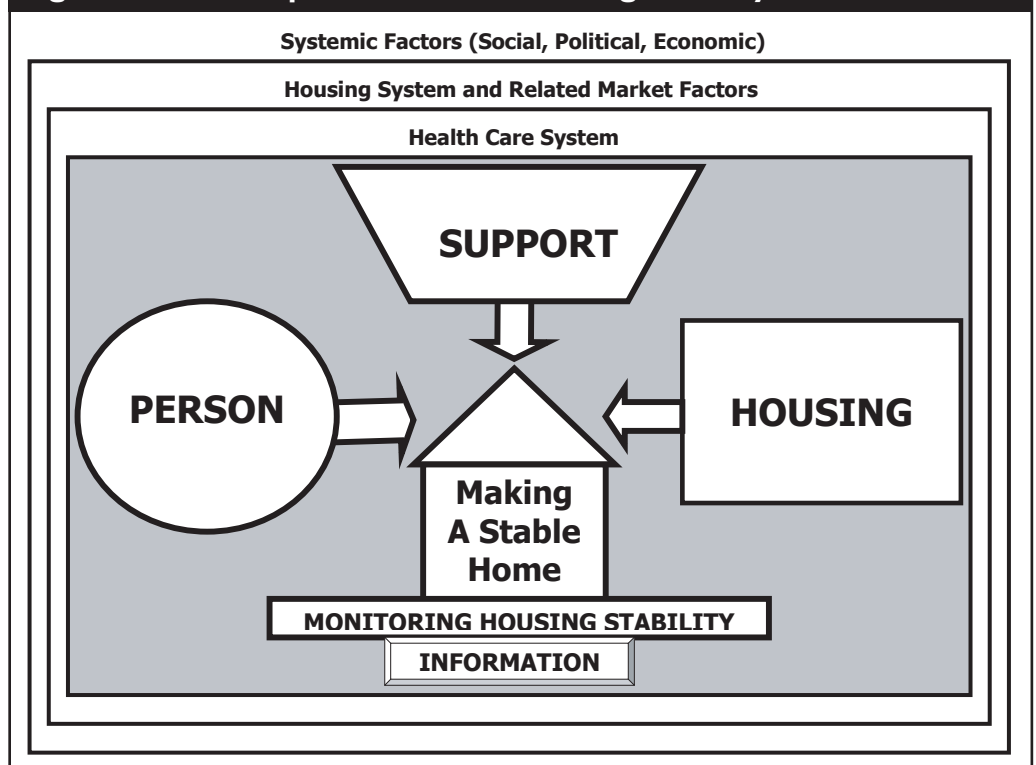 Systemic Factors (Social, Political, Economic)
Housing System and Related Market Factors
Health Care System
SUPPORT
PERSON
HOUSING
Making
A Stable
Home
MONITORING HOUSING STABILITY
INFORMATION